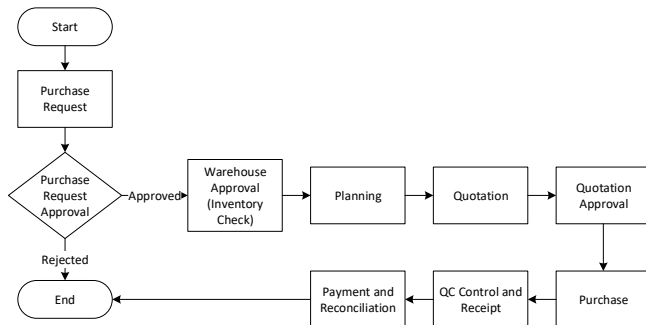 Start
Purchase
Request
Purchase
Request
Approval
Approved
Rejected
Warehouse
Approval
(Inventory
Check)
Planning
Quotation
Quotation
Approval
Purchase
QC Control and
Receipt
Payment and
Reconciliation
End